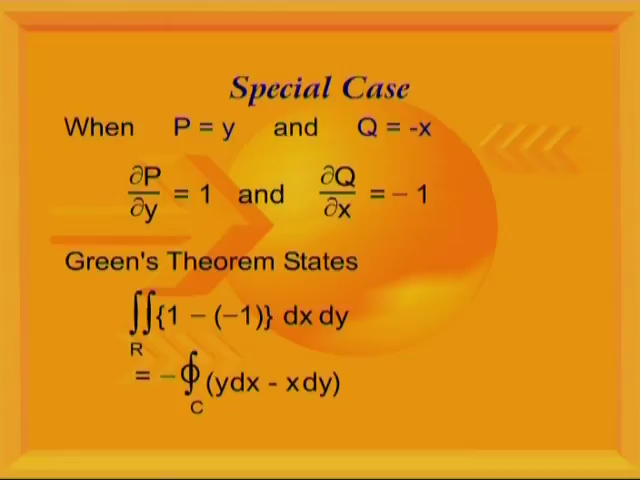 Special Case
When P = y and Q = -x
∂P/∂y = 1 and ∂Q/∂x = − 1
Green's Theorem States
∬{1 − (−1)} dx dy
R
= − ∮(ydx - xdy)
C